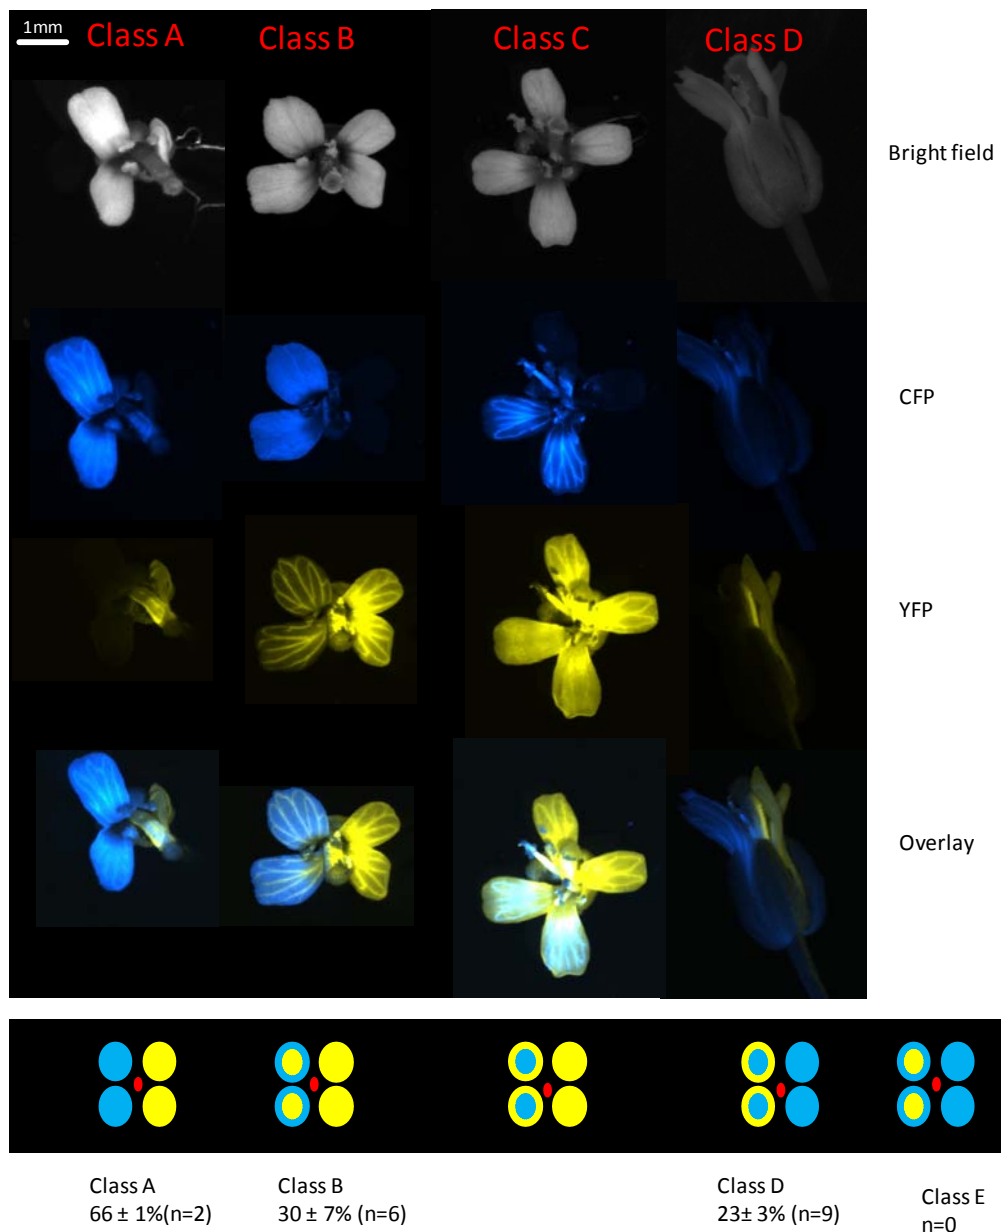 1mm
Class A
Class B
Class C
Class D
Bright field
CFP
YFP
Overlay
Class A
66 ± 1%(n=2)
Class B
30 ± 7% (n=6)
Class D
23± 3% (n=9)
Class E
n=0